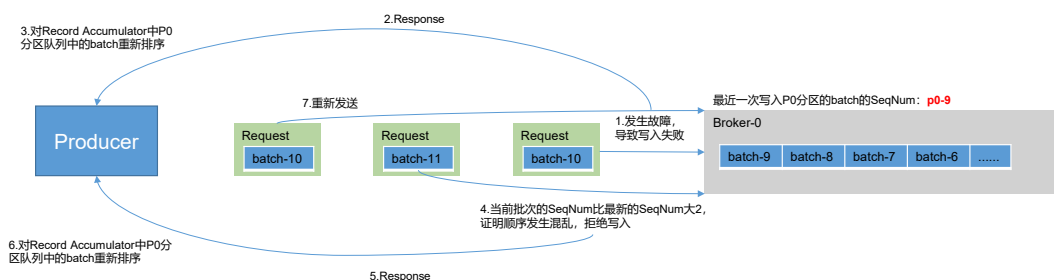 2.Response
3.对Record Accumulator中P0
分区队列中的batch重新排序
7.重新发送
最近一次写入P0分区的batch的SeqNum：p0-9
Producer
Request
batch-10
Request
batch-11
Request
batch-10
1.发生故障，
导致写入失败
Broker-0
batch-9
batch-8
batch-7
batch-6
......
4.当前批次的SeqNum比最新的SeqNum大2，
证明顺序发生混乱，拒绝写入
6.对Record Accumulator中P0分
区队列中的batch重新排序
5.Response